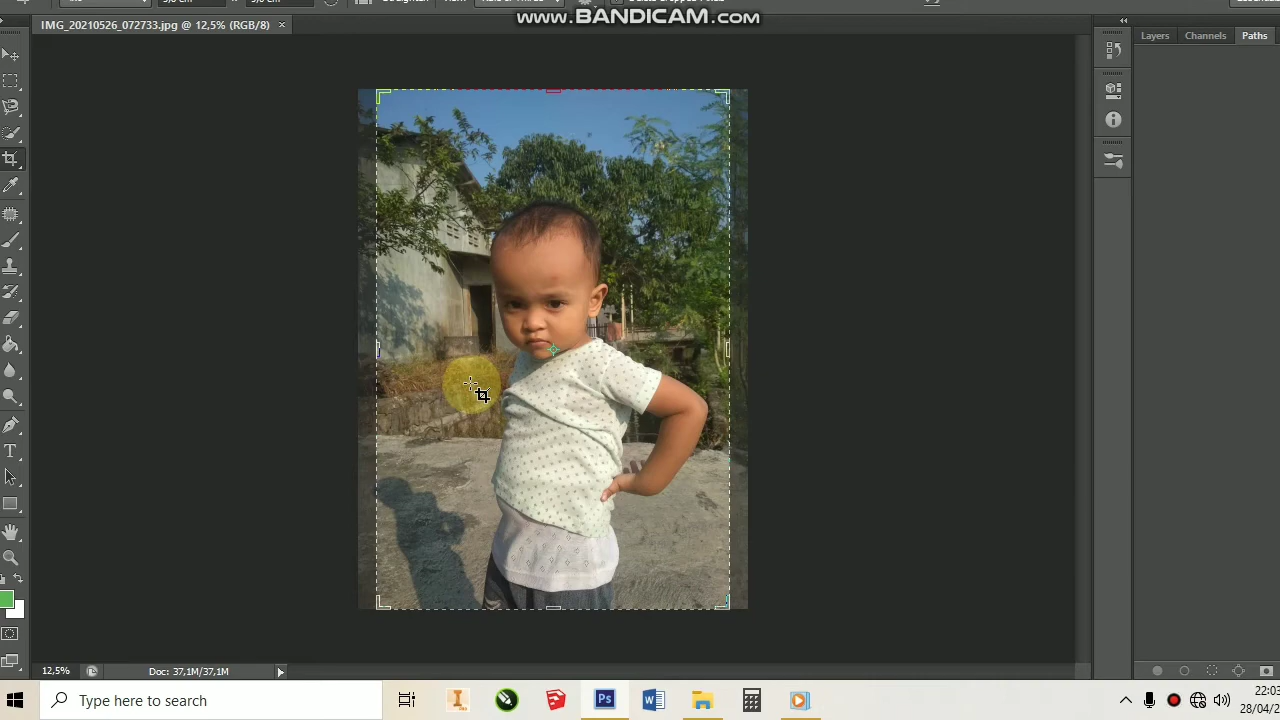 www.BANDICAM.com
IMG_20210526_072733.jpg @ 12,5% (RGB/8)
Layers
Channels
Paths
12,5%
Doc: 37,1M/37,1M
Type here to search
22:03
28/04/2